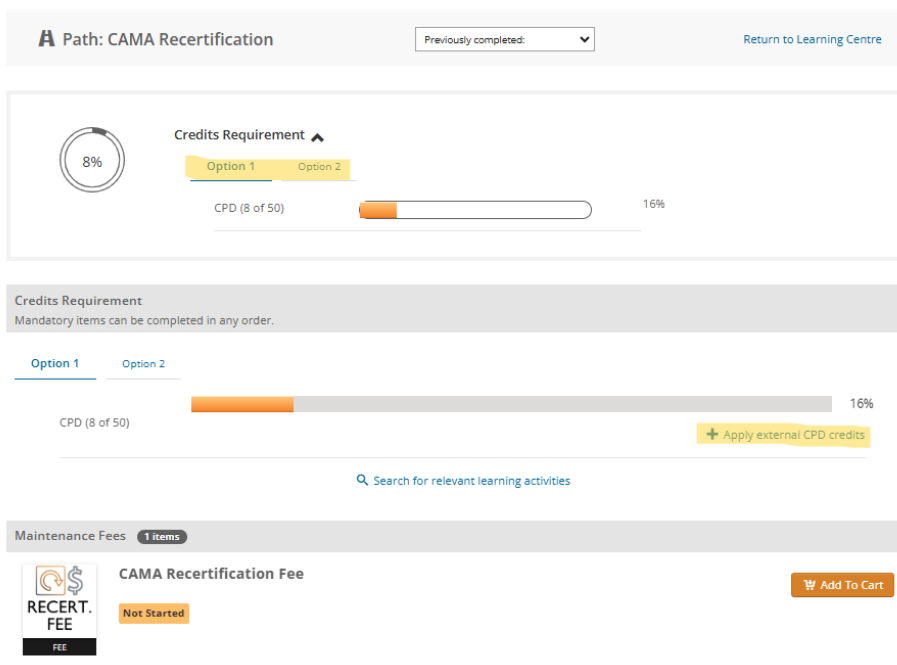 Path: CAMA Recertification
Previously completed:
Return to Learning Centre
Credits Requirement
8%
Option 1 Option 2
CPD (8 of 50)
16%
Credits Requirement
Mandatory items can be completed in any order.
Option 1 Option 2
16%
CPD (8 of 50)
+ Apply external CPD credits
Search for relevant learning activities
Maintenance Fees 1 items
CAMA Recertification Fee
$
RECERT.
FEE
FEE
Not Started
Add To Cart